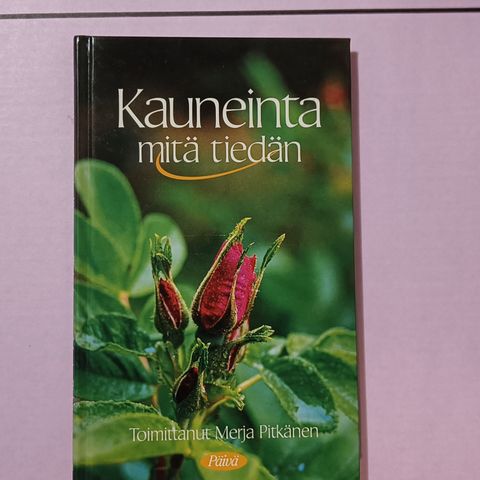 Kauneinta
mitä tiedän
Toimittanut Merja Pitkänen
Päivä